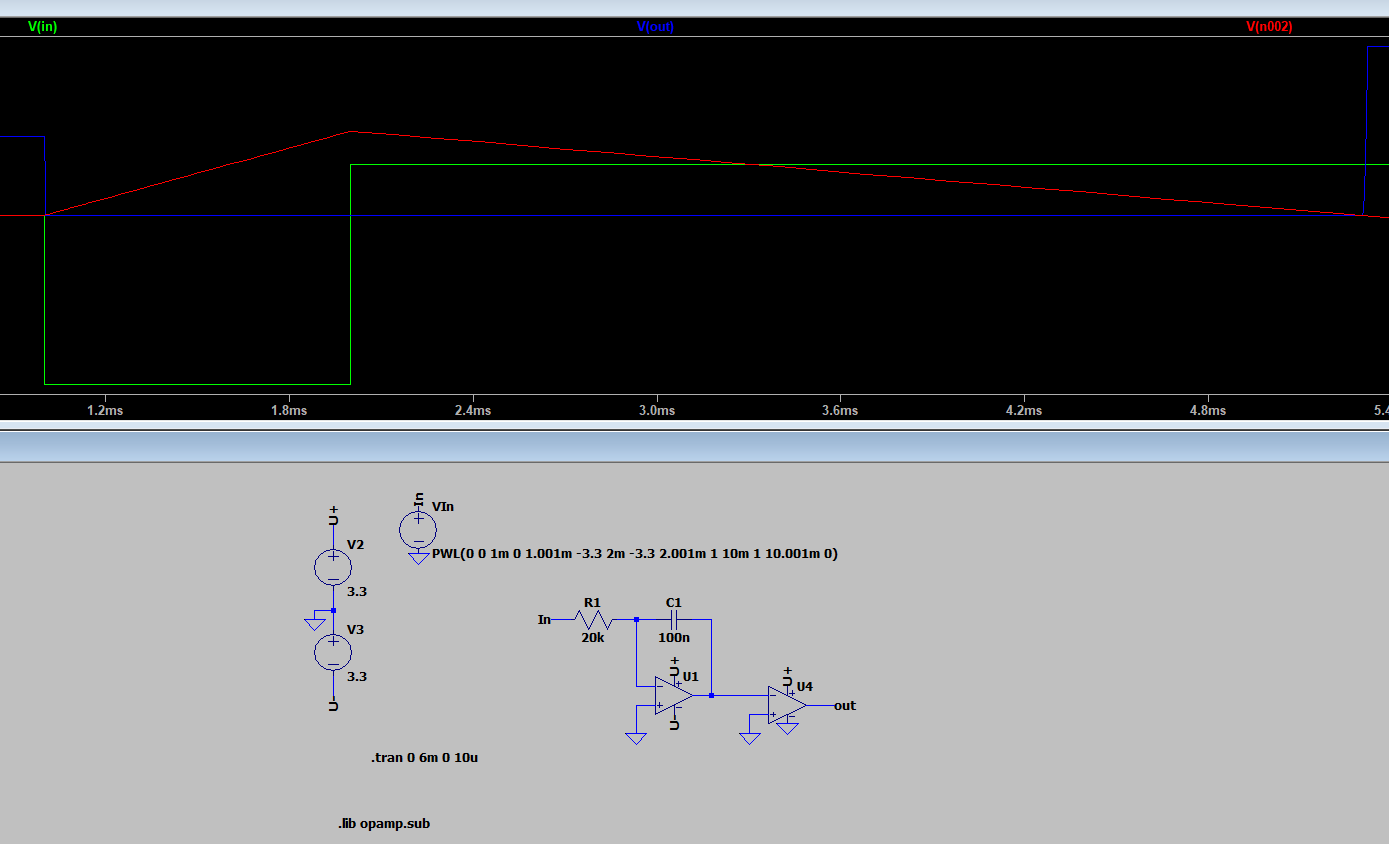 V(in) V(out) V(n002)
1.2ms 1.8ms 2.4ms 3.0ms 3.6ms 4.2ms 4.8ms 5.4
U+
V2
3.3
V3
3.3
U-
In
VIn
PWL(0 0 1m 0 1.001m -3.3 2m -3.3 2.001m 1 10m 1 10.001m 0)
In
R1
20k
C1
100n
U+
U1
U-
U+
U4
out
.tran 0 6m 0 10u
.lib opamp.sub